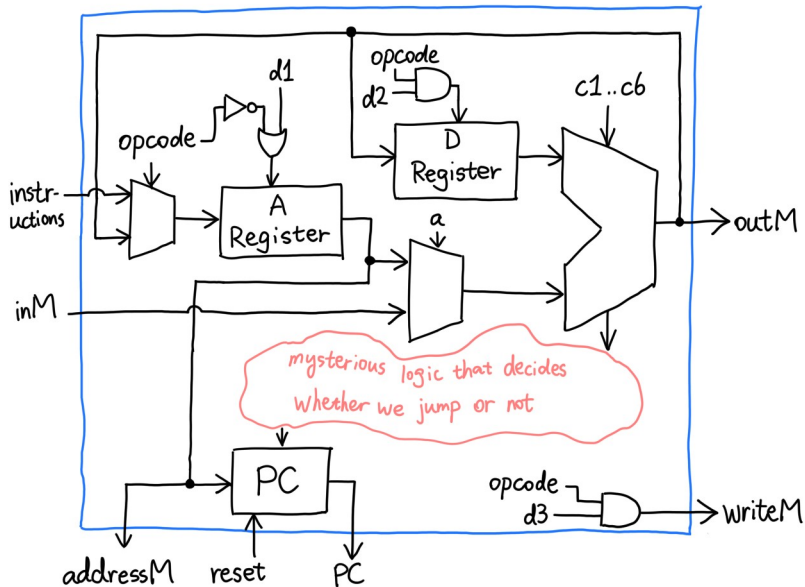 opcode
d2
c1..c6
d1
opcode
D
Register
instr-
uctions
A
Register
a
outM
inM
mysterious logic that decides
whether we jump or not
PC
opcode
d3
writeM
addressM
reset
PC